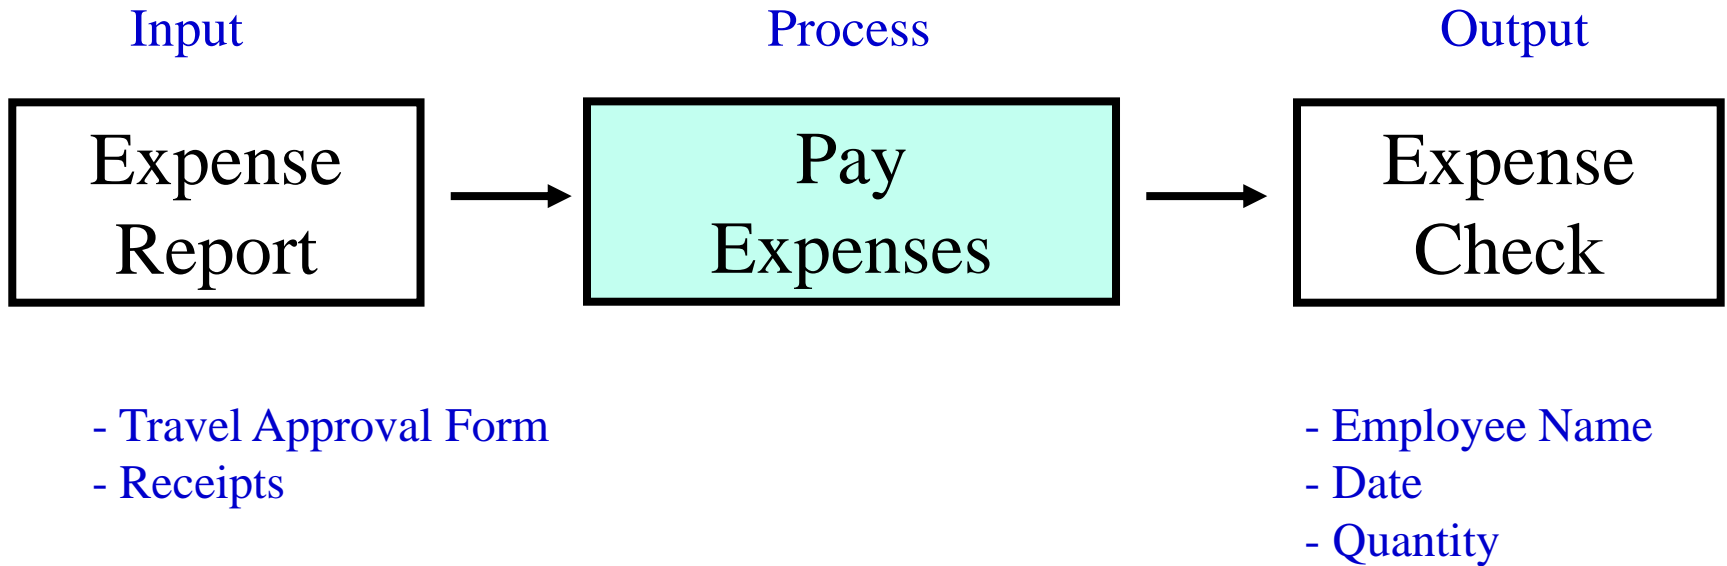 Input
Process
Output
Expense
Report
Pay
Expenses
Expense
Check
- Travel Approval Form
- Receipts
- Employee Name
- Date
- Quantity